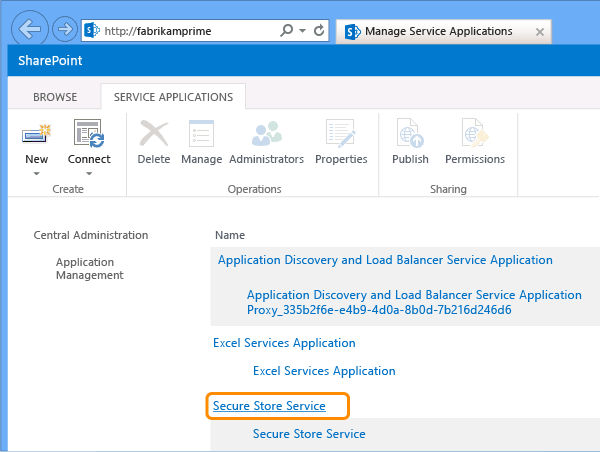 http://fabrikamprime
Manage Service Applications
SharePoint
BROWSE
SERVICE APPLICATIONS
New
Connect
Delete
Manage
Administrators
Properties
Publish
Permissions
Create
Operations
Sharing
Central Administration
Application
Management
Name
Application Discovery and Load Balancer Service Application
Application Discovery and Load Balancer Service Application
Proxy_335b2f6e-e4b9-4d0a-8b0d-7b216d246d6
Excel Services Application
Excel Services Application
Secure Store Service
Secure Store Service